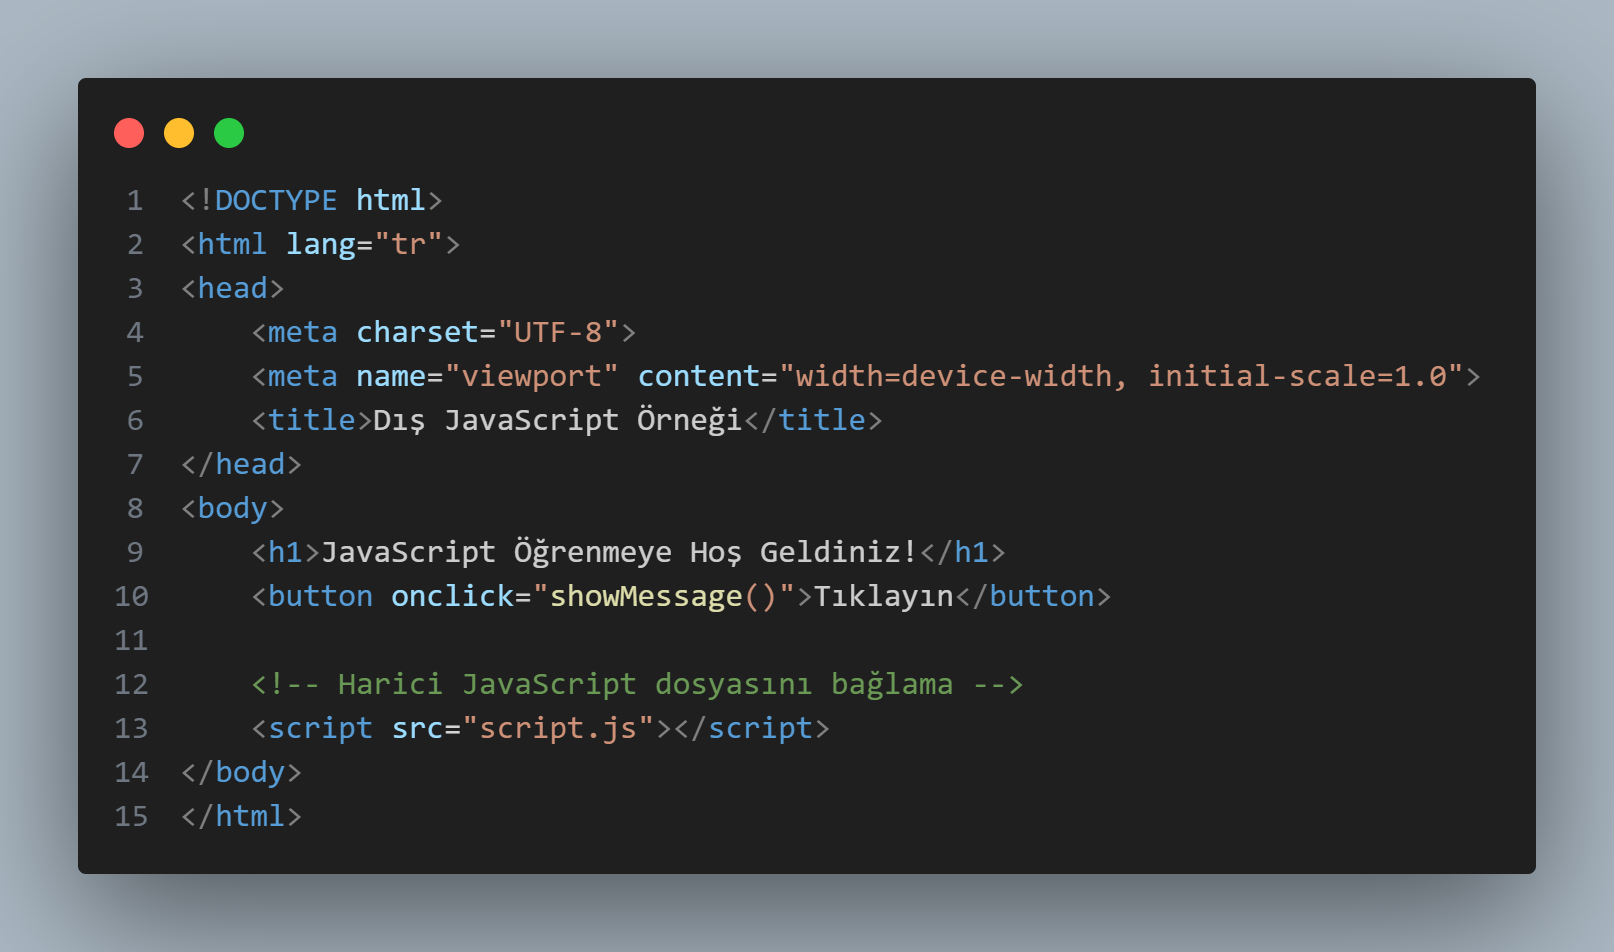 1 <!DOCTYPE html>
2 <html lang="tr">
3 <head>
4     <meta charset="UTF-8">
5     <meta name="viewport" content="width=device-width, initial-scale=1.0">
6     <title>Dış JavaScript Örneği</title>
7 </head>
8 <body>
9     <h1>JavaScript Öğrenmeye Hoş Geldiniz!</h1>
10     <button onclick="showMessage()">Tıklayın</button>
11
12     <!-- Harici JavaScript dosyasını bağlama -->
13     <script src="script.js"></script>
14 </body>
15 </html>